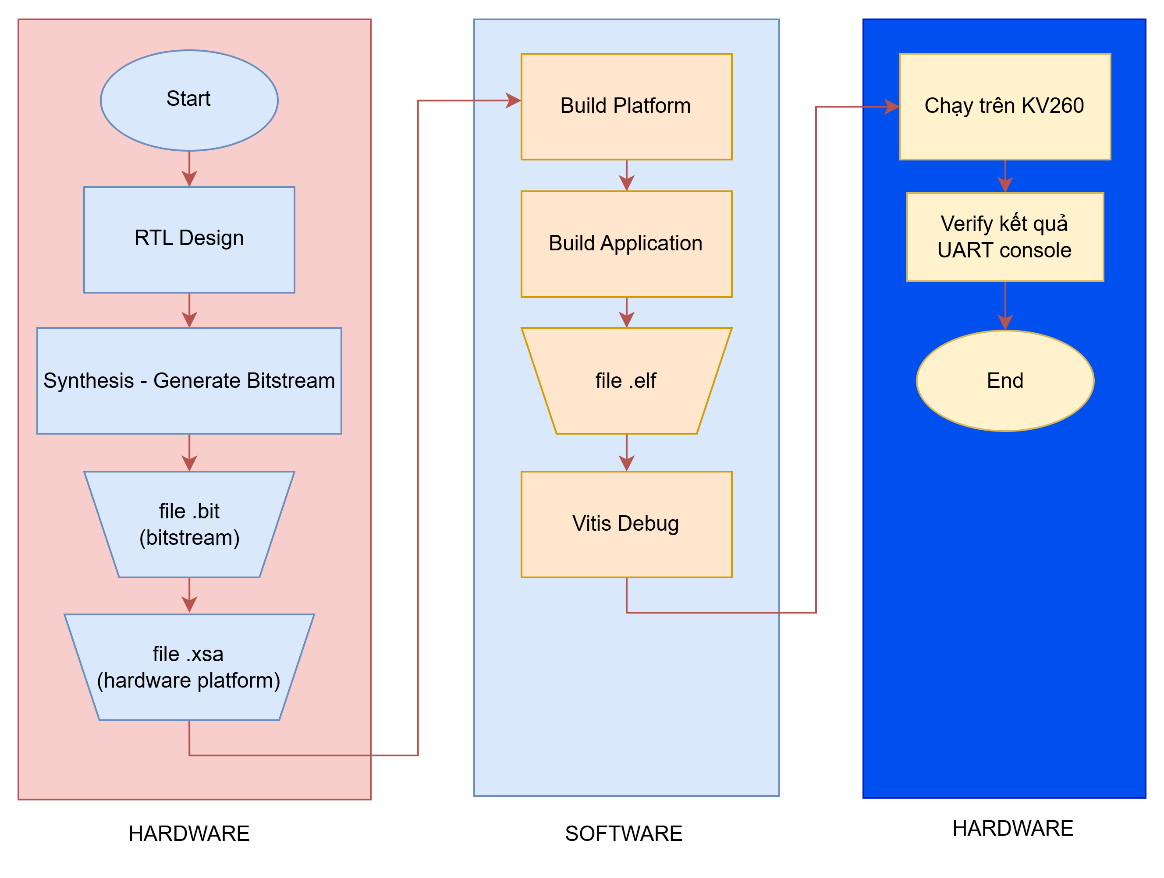 Start
RTL Design
Synthesis - Generate Bitstream
file .bit
(bitstream)
file .xsa
(hardware platform)
HARDWARE
Build Platform
Build Application
file .elf
Vitis Debug
SOFTWARE
Chạy trên KV260
Verify kết quả
UART console
End
HARDWARE